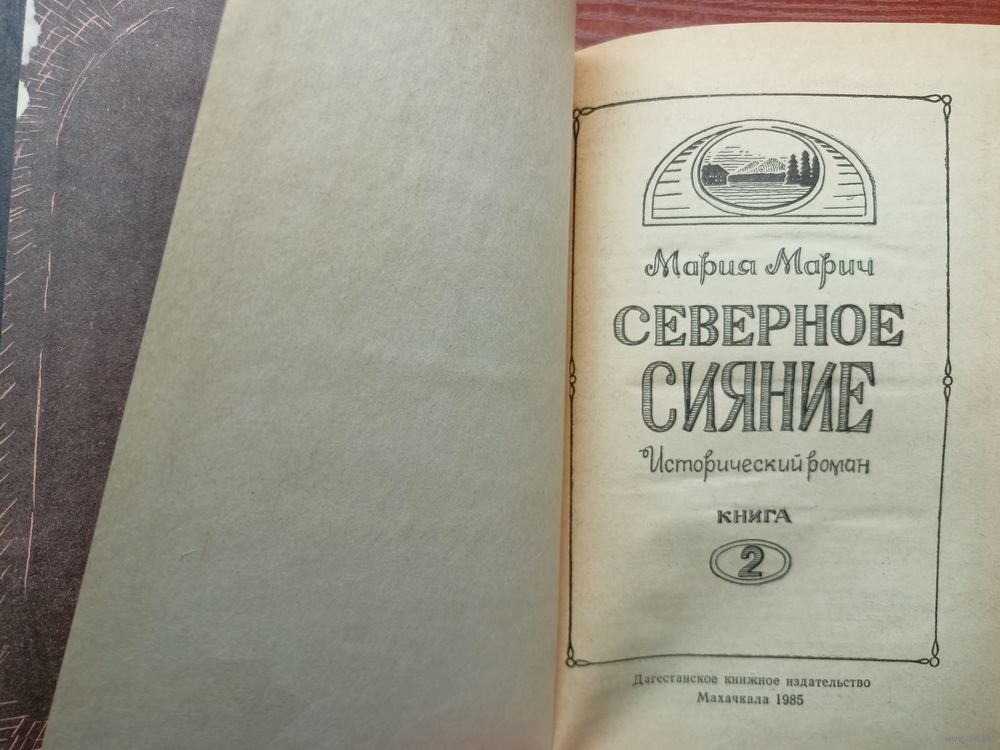 Мария Марич
СЕВЕРНОЕ
СИЯНИЕ
Исторический роман
КНИГА
2
Дагестанское книжное издательство
Махачкала 1985